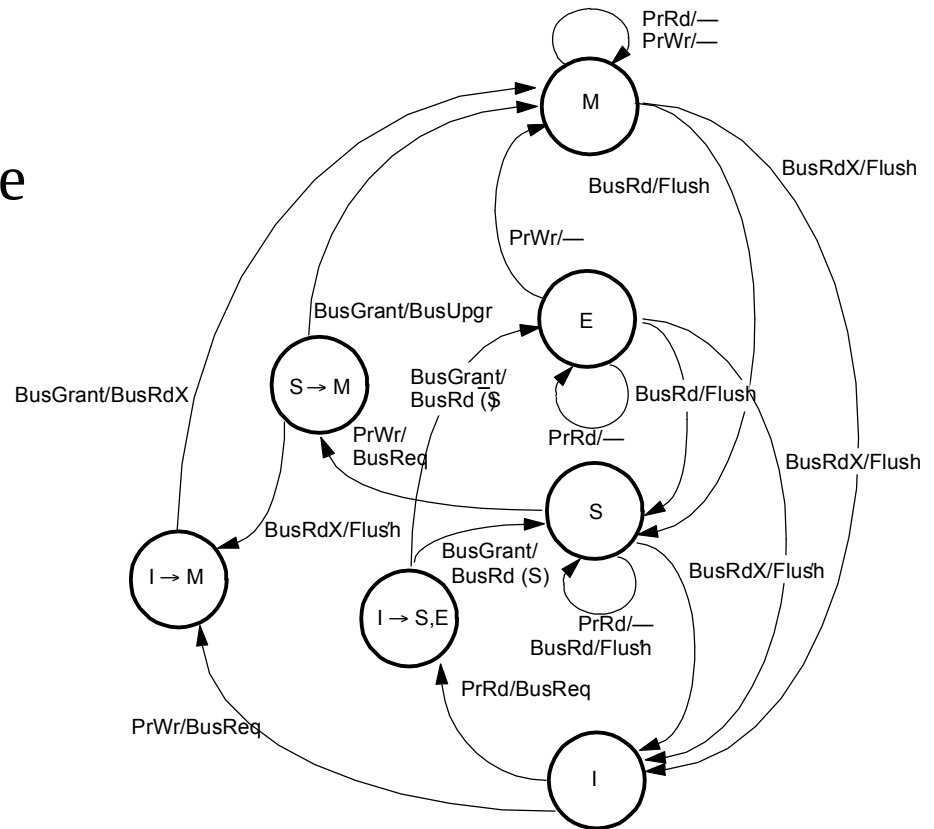 PrRd/—
PrWr/—
M
e
BusRdX/Flush
BusRd/Flush
PrWr/—
BusGrant/BusUpgr
E
S → M
BusGrant/BusRdX
BusGrant/
BusRd (S̅)
BusRd/Flush
PrRd/—
PrWr/
BusReq
BusRdX/Flush
S
BusRdX/Flush′
BusGrant/
BusRd (S)
BusRdX/Flush′
I → M
I → S,E
PrRd/—
BusRd/Flush′
PrRd/BusReq
PrWr/BusReq
I